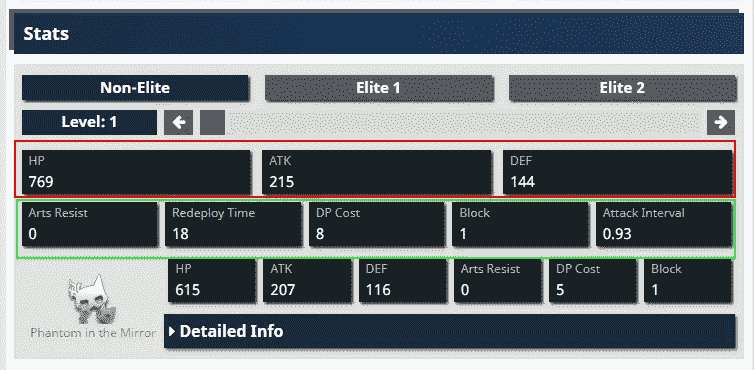 Stats
Non-Elite Elite 1 Elite 2
Level: 1
HP ATK DEF
769 215 144
Arts Resist Redeploy Time DP Cost Block Attack Interval
0 18 8 1 0.93
HP ATK DEF Arts Resist DP Cost Block
615 207 116 0 5 1
Phantom in the Mirror
Detailed Info